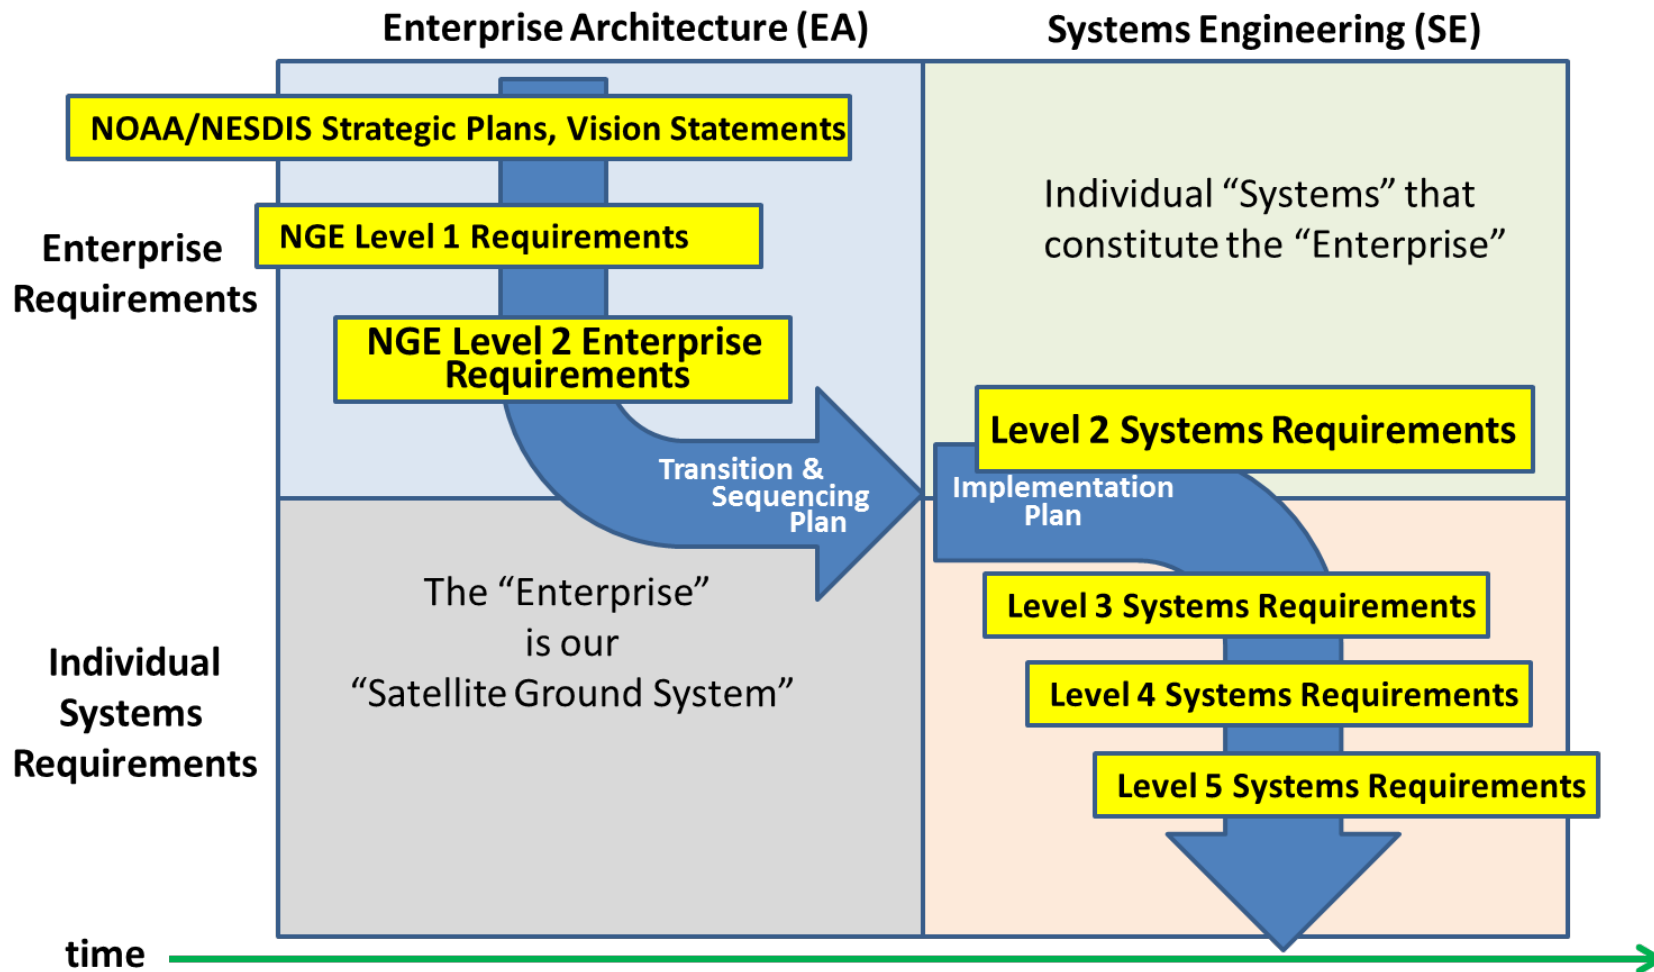 Enterprise Architecture (EA)
Systems Engineering (SE)
NOAA/NESDIS Strategic Plans, Vision Statements
NGE Level 1 Requirements
Enterprise
Requirements
NGE Level 2 Enterprise
Requirements
Individual “Systems” that
constitute the “Enterprise”
Transition &
Sequencing
Plan
Level 2 Systems Requirements
Implementation
Plan
The “Enterprise”
is our
“Satellite Ground System”
Individual
Systems
Requirements
Level 3 Systems Requirements
Level 4 Systems Requirements
Level 5 Systems Requirements
time